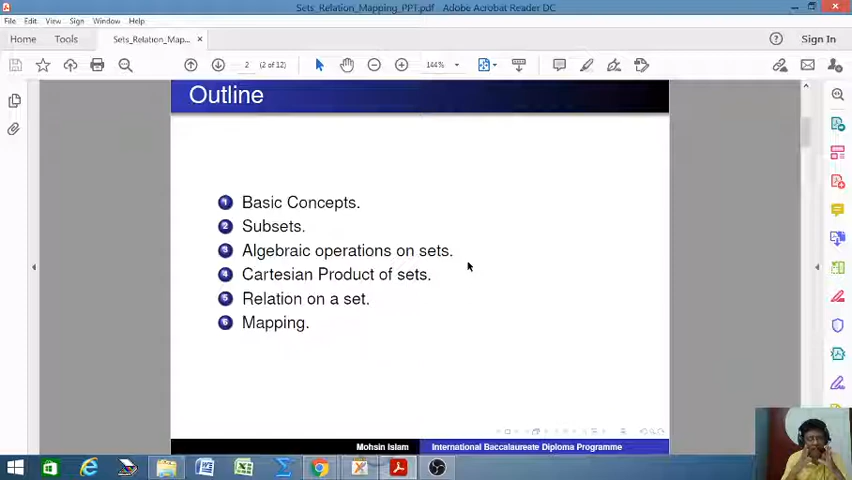 Sets_Relation_Mapping_PPT.pdf - Adobe Acrobat Reader DC
File Edit View Sign Window Help
Home Tools Sets_Relation_Map... × Sign In
2 (2 of 12) 144%
Outline
1 Basic Concepts.
2 Subsets.
3 Algebraic operations on sets.
4 Cartesian Product of sets.
5 Relation on a set.
6 Mapping.
Mohsin Islam International Baccalaureate Diploma Programme